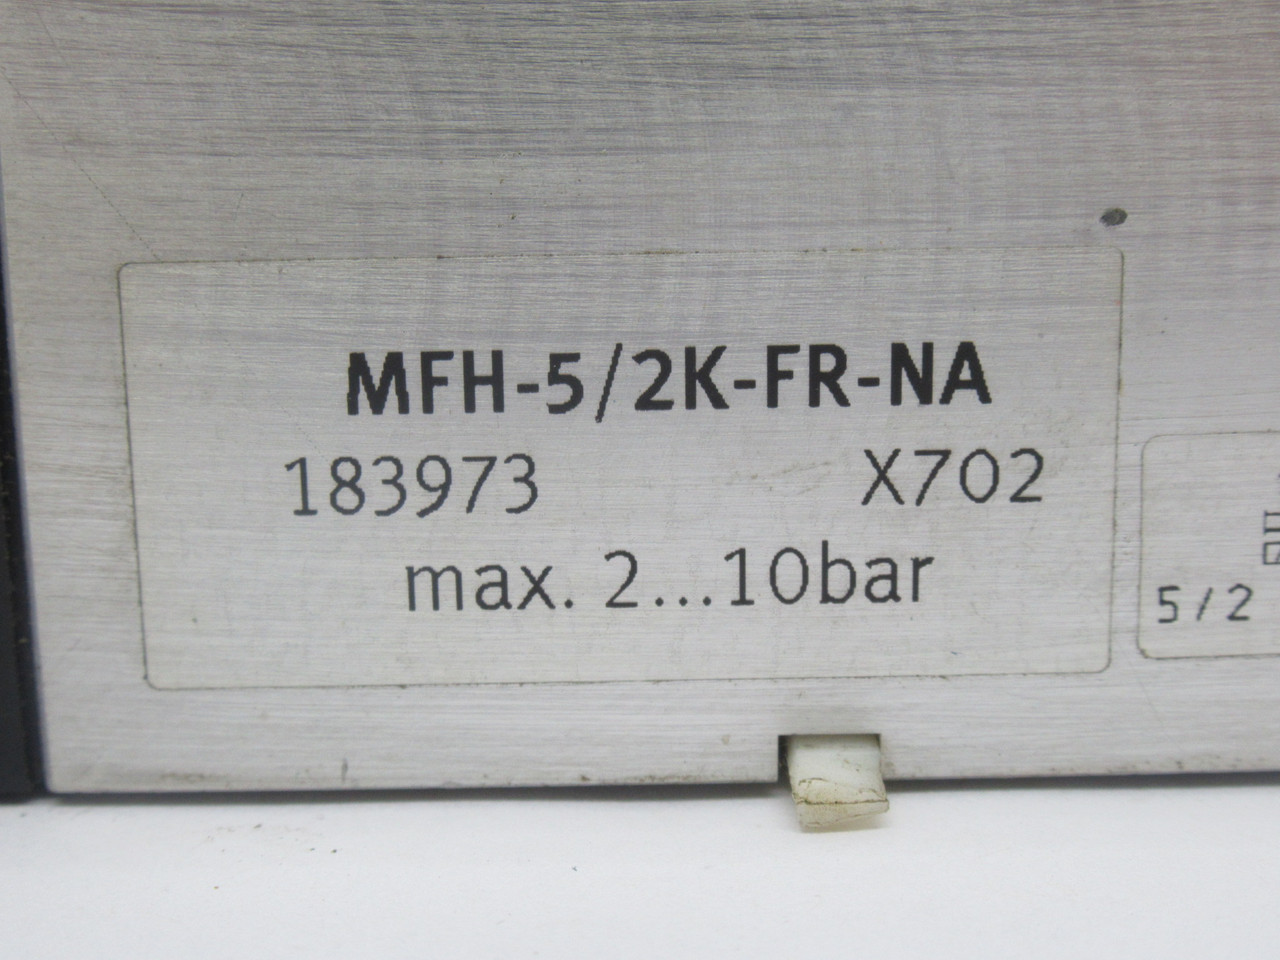 MFH-5/2K-FR-NA
183973 X702
max. 2...10bar
5/2